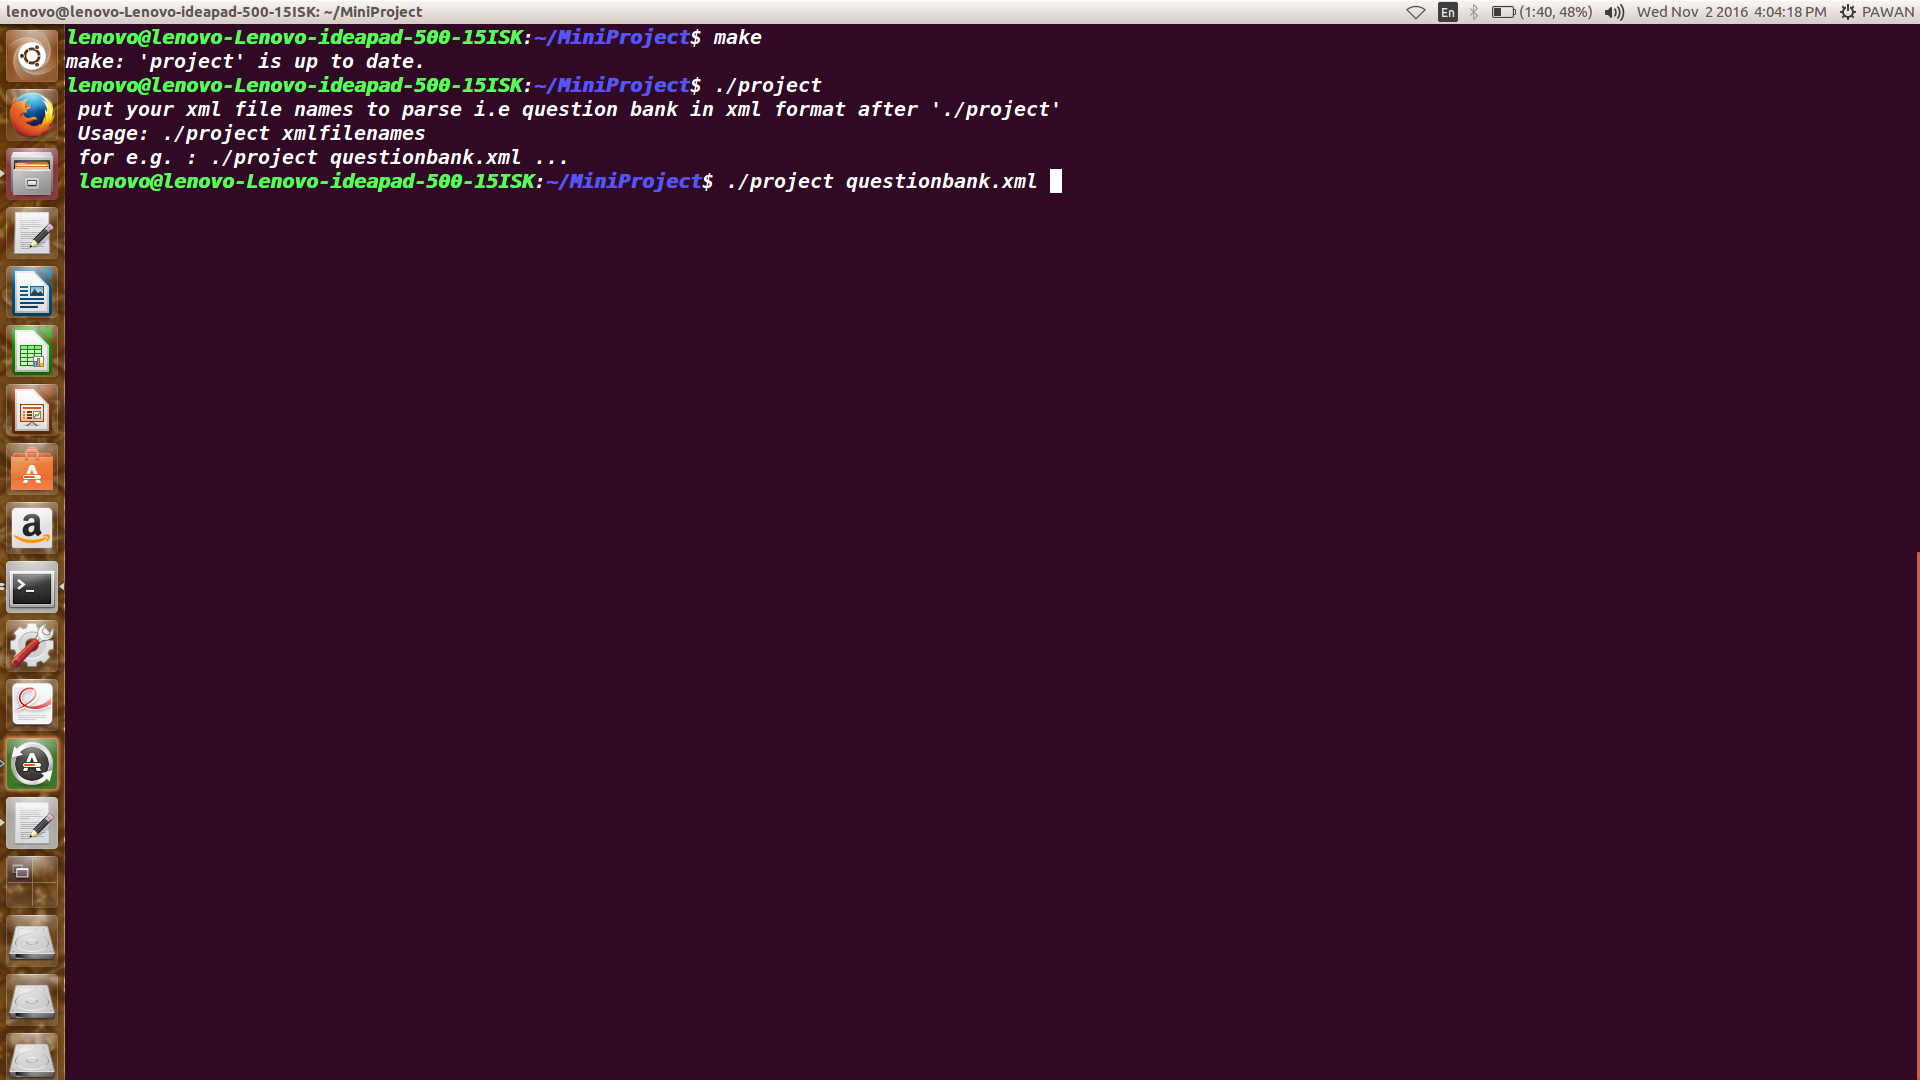 lenovo@lenovo-Lenovo-ideapad-500-15ISK: ~/MiniProject
En
(1:40, 48%)
Wed Nov 2 2016 4:04:18 PM
PAWAN
lenovo@lenovo-Lenovo-ideapad-500-15ISK:~/MiniProject$ make
make: 'project' is up to date.
lenovo@lenovo-Lenovo-ideapad-500-15ISK:~/MiniProject$ ./project
put your xml file names to parse i.e question bank in xml format after './project'
Usage: ./project xmlfilenames
for e.g. : ./project questionbank.xml ...
lenovo@lenovo-Lenovo-ideapad-500-15ISK:~/MiniProject$ ./project questionbank.xml